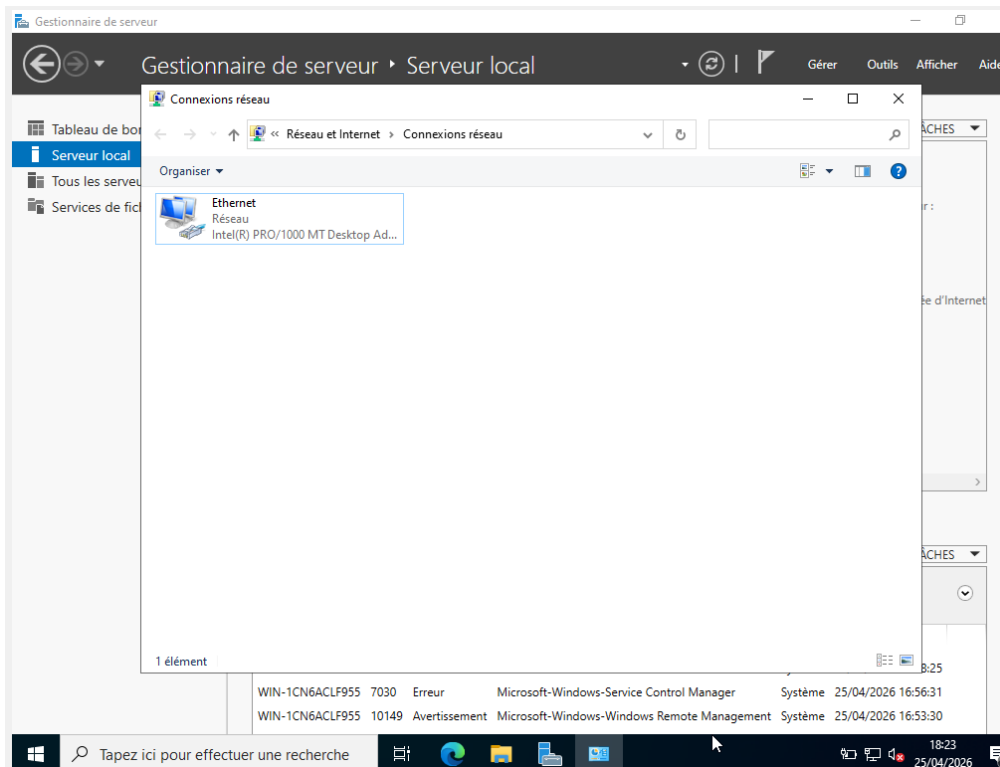 Gestionnaire de serveur
Gestionnaire de serveur ‣ Serveur local
Gérer Outils Afficher Aide
Connexions réseau
« Réseau et Internet › Connexions réseau
Organiser
Tableau de bor
Serveur local
Tous les serveu
Services de fich
Ethernet
Réseau
Intel(R) PRO/1000 MT Desktop Ad...
ÂCHES
r :
ée d'Internet
ÂCHES
1 élément
8:25
WIN-1CN6ACLF955 7030 Erreur Microsoft-Windows-Service Control Manager Système 25/04/2026 16:56:31
WIN-1CN6ACLF955 10149 Avertissement Microsoft-Windows-Windows Remote Management Système 25/04/2026 16:53:30
Tapez ici pour effectuer une recherche
18:23
25/04/2026